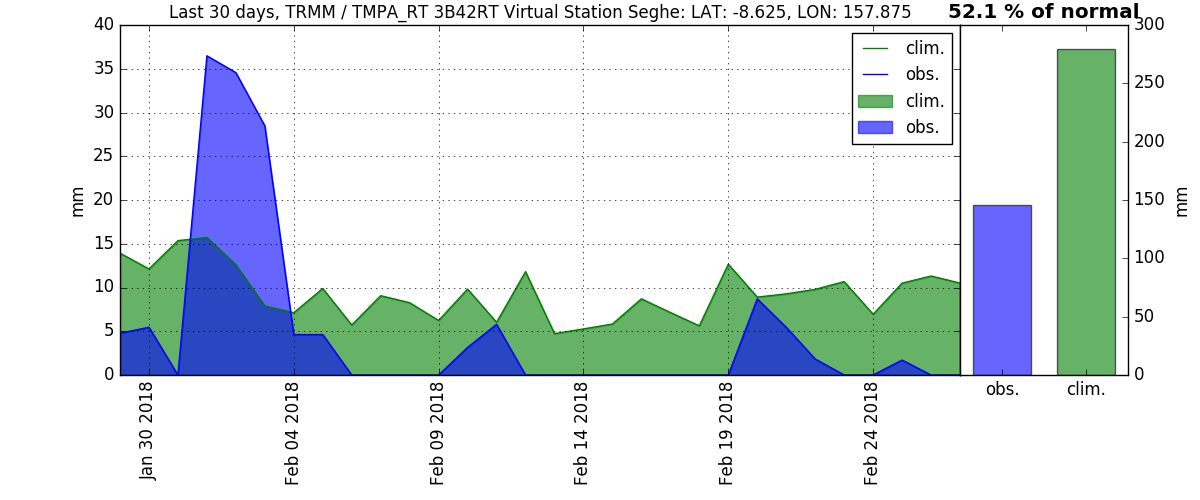 Last 30 days, TRMM / TMPA_RT 3B42RT Virtual Station Seghe: LAT: -8.625, LON: 157.875
52.1 % of normal
40
35
30
25
20
15
10
5
0
mm
clim.
obs.
clim.
obs.
300
250
200
150
100
50
0
mm
obs.
clim.
Jan 30 2018
Feb 04 2018
Feb 09 2018
Feb 14 2018
Feb 19 2018
Feb 24 2018